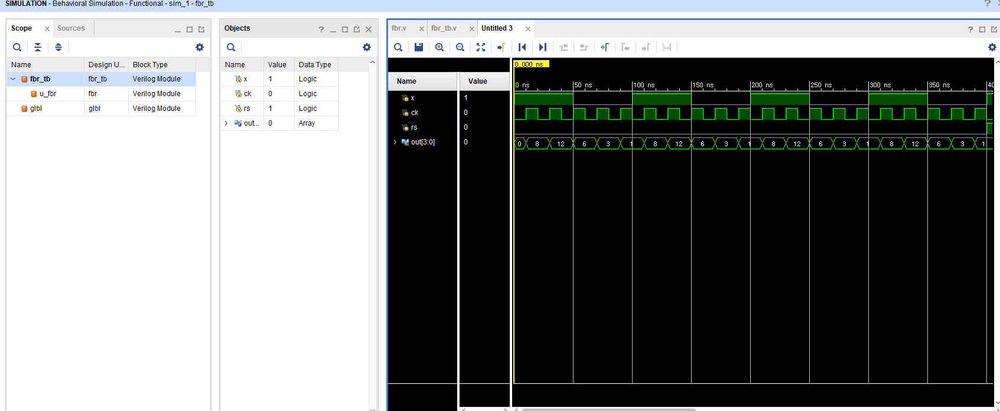 SIMULATION - Behavioral Simulation - Functional - sim_1 - fbr_tb
Scope Sources
Name Design U... Block Type
fbr_tb fbr_tb Verilog Module
u_fbr fbr Verilog Module
glbl glbl Verilog Module
Objects
Name Value Data Type
x 1 Logic
ck 0 Logic
rs 1 Logic
out... 0 Array
fbr.v fbr_tb.v Untitled 3
0,000 ns
Name Value
0 ns 50 ns 100 ns 150 ns 200 ns 250 ns 300 ns 350 ns 40
x 1
ck 0
rs 0
out[3:0] 0 0 8 12 6 3 1 8 12 6 3 1 8 12 6 3 1 8 12 6 3 1